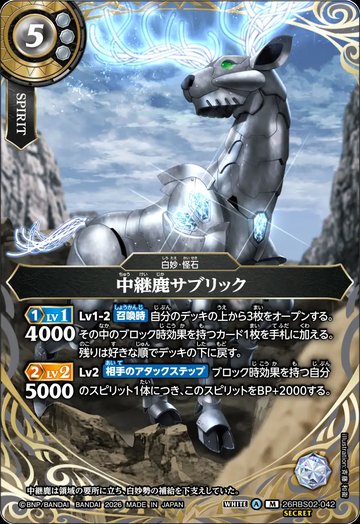 5
SPIRIT
白妙・怪石
中継鹿サブリック
1 LV1 4000
Lv1-2 召喚時 自分のデッキの上から3枚をオープンする。
その中のブロック時効果を持つカード1枚を手札に加える。
残りは好きな順でデッキの下に戻す。
2 LV2 5000
Lv2 相手のアタックステップ ブロック時効果を持つ自分
のスピリット1体につき、このスピリットをBP+2000する。
中継鹿は領域の要所に立ち、白妙勢の補給を下支えしていた。
©BNP/BANDAI ©BANDAI 2026 MADE IN JAPAN
WHITE A M 26RBS02-042
SECRET